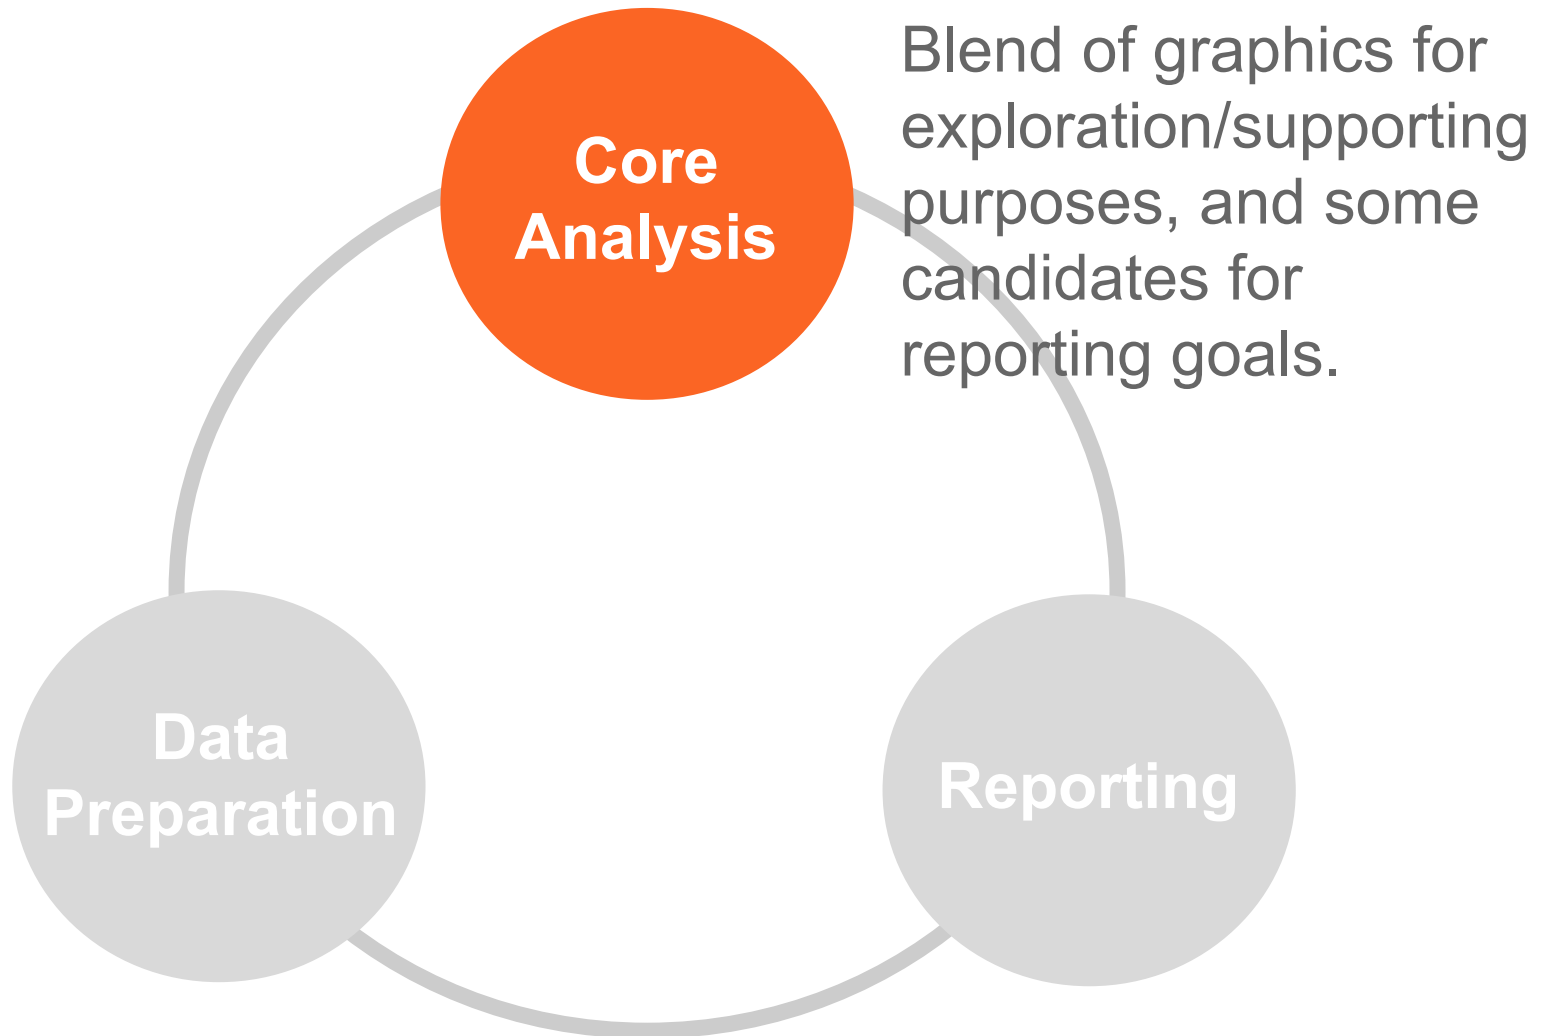 Core
Analysis
Blend of graphics for
exploration/supporting
purposes, and some
candidates for
reporting goals.
Data
Preparation
Reporting